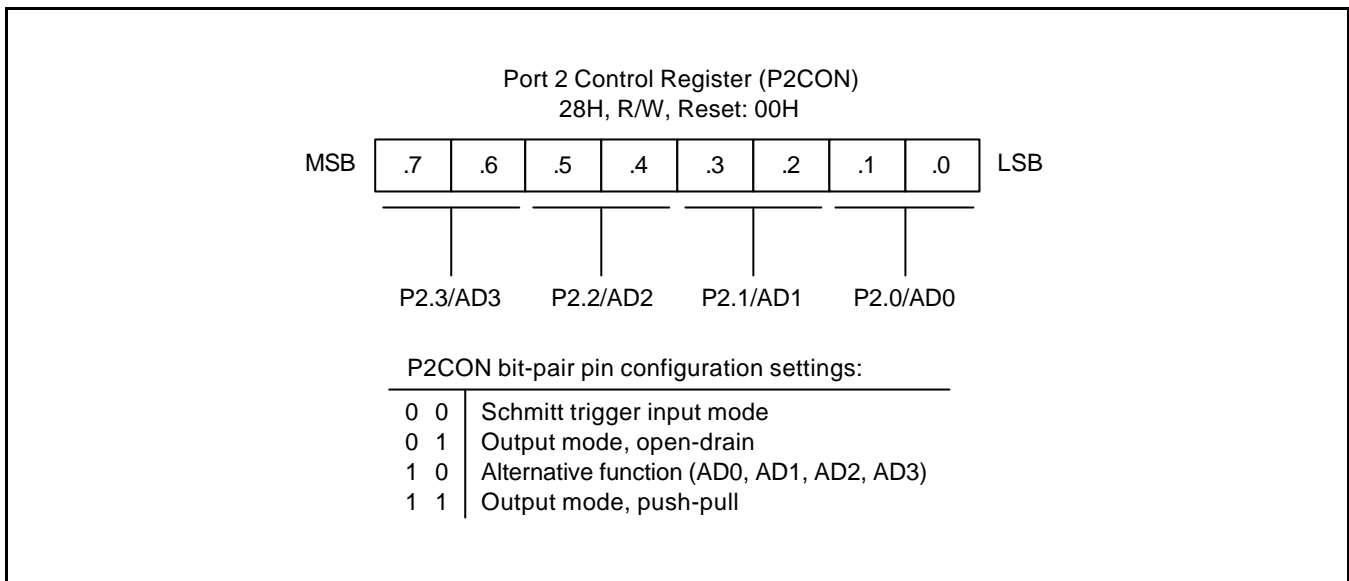 Port 2 Control Register (P2CON)
28H, R/W, Reset: 00H
MSB .7 .6 .5 .4 .3 .2 .1 .0 LSB
P2.3/AD3 P2.2/AD2 P2.1/AD1 P2.0/AD0
P2CON bit-pair pin configuration settings:
0 0 Schmitt trigger input mode
0 1 Output mode, open-drain
1 0 Alternative function (AD0, AD1, AD2, AD3)
1 1 Output mode, push-pull